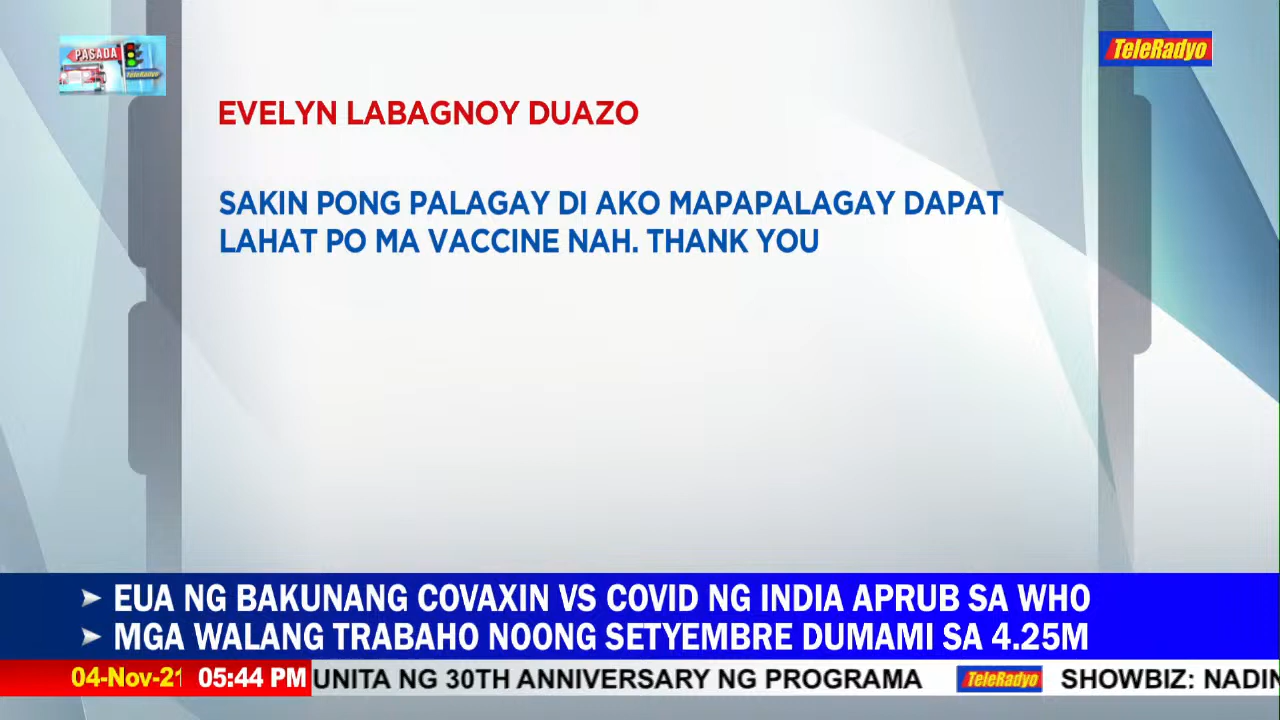 PASADA
TeleRadyo
TeleRadyo
EVELYN LABAGNOY DUAZO
SAKIN PONG PALAGAY DI AKO MAPAPALAGAY DAPAT
LAHAT PO MA VACCINE NAH. THANK YOU
EUA NG BAKUNANG COVAXIN VS COVID NG INDIA APRUB SA WHO
MGA WALANG TRABAHO NOONG SETYEMBRE DUMAMI SA 4.25M
04-Nov-21 05:44 PM UNITA NG 30TH ANNIVERSARY NG PROGRAMA TeleRadyo SHOWBIZ: NADIN